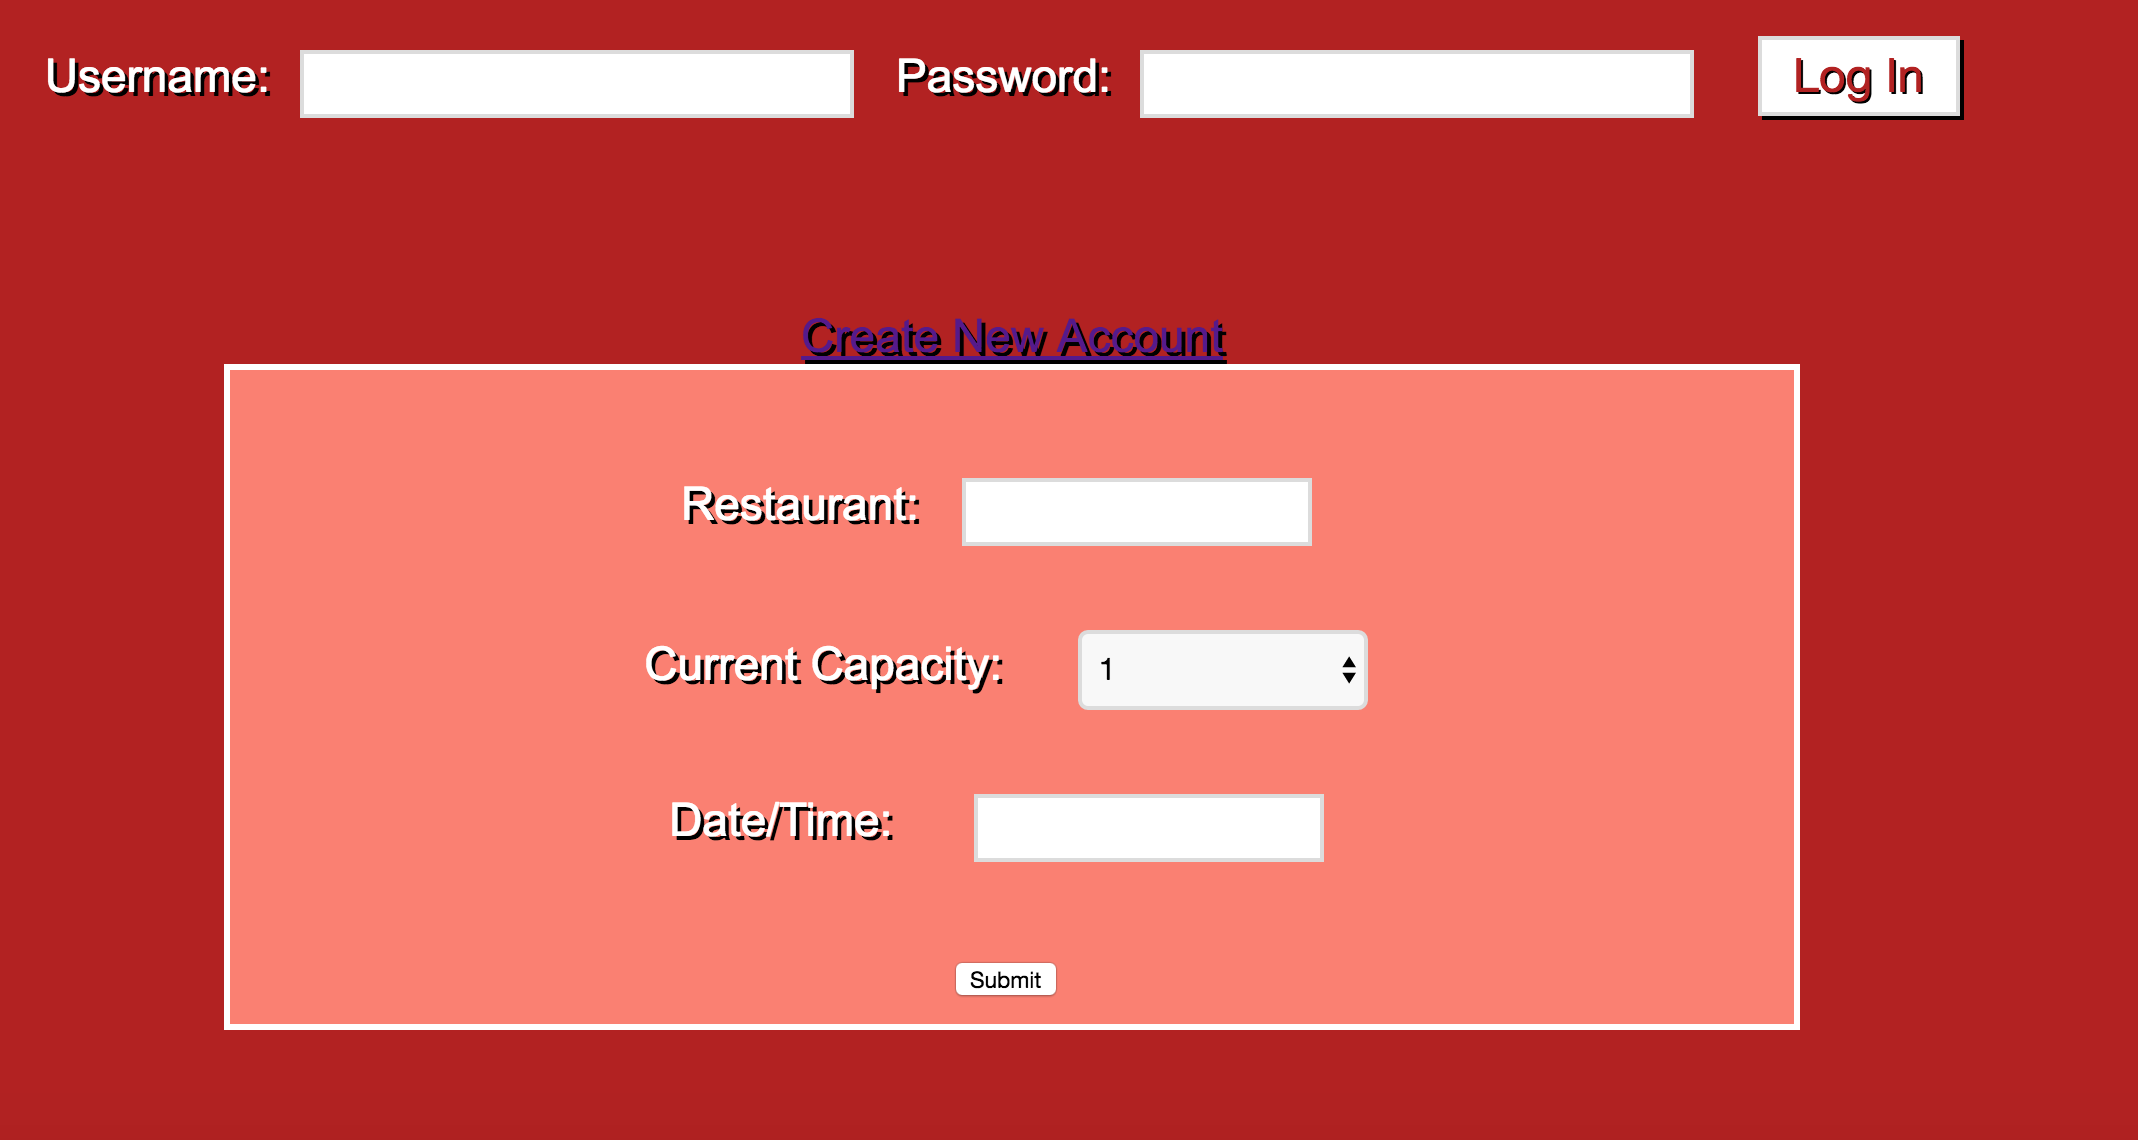 Username: Password: Log In
Create New Account
Restaurant:
Current Capacity: 1
Date/Time:
Submit